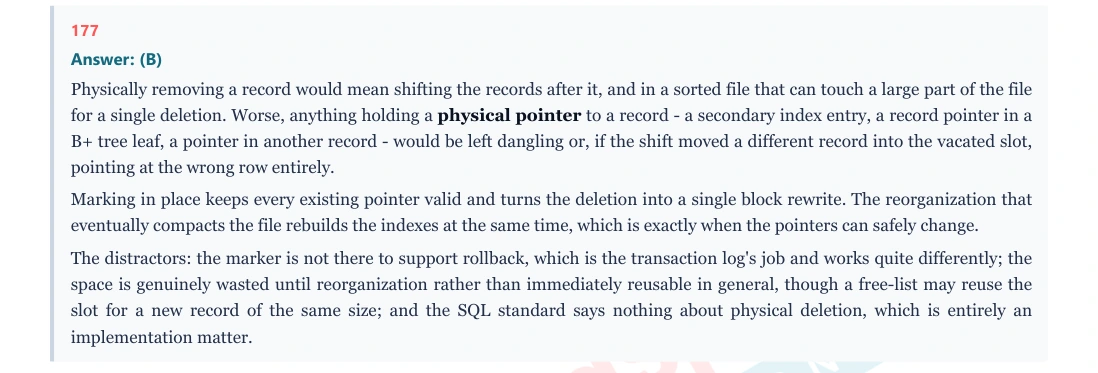 177
Answer: (B)
Physically removing a record would mean shifting the records after it, and in a sorted file that can touch a large part of the file
for a single deletion. Worse, anything holding a physical pointer to a record - a secondary index entry, a record pointer in a
B+ tree leaf, a pointer in another record - would be left dangling or, if the shift moved a different record into the vacated slot,
pointing at the wrong row entirely.
Marking in place keeps every existing pointer valid and turns the deletion into a single block rewrite. The reorganization that
eventually compacts the file rebuilds the indexes at the same time, which is exactly when the pointers can safely change.
The distractors: the marker is not there to support rollback, which is the transaction log's job and works quite differently; the
space is genuinely wasted until reorganization rather than immediately reusable in general, though a free-list may reuse the
slot for a new record of the same size; and the SQL standard says nothing about physical deletion, which is entirely an
implementation matter.